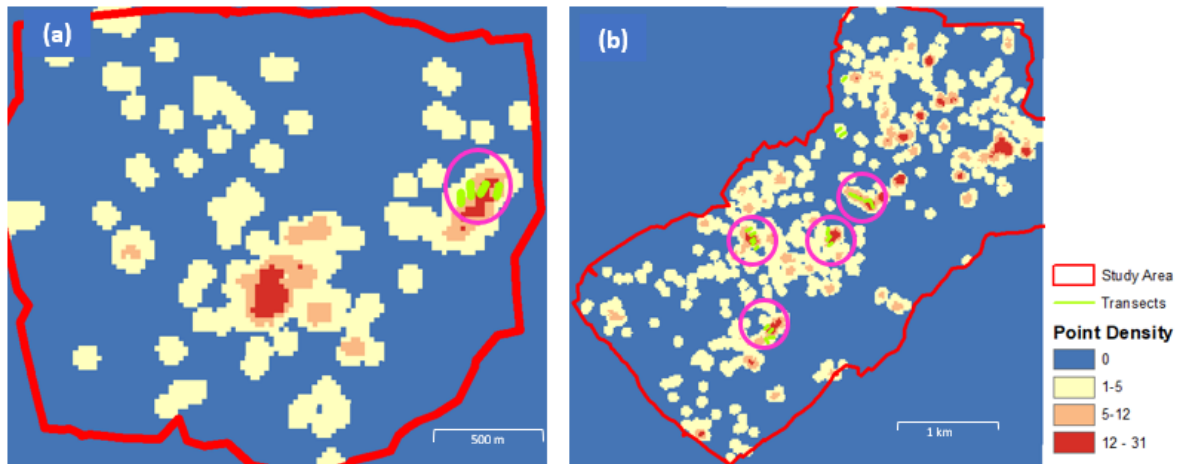 (a)
500 m
(b)
1 km
Study Area
Transects
Point Density
0
1-5
5-12
12 - 31